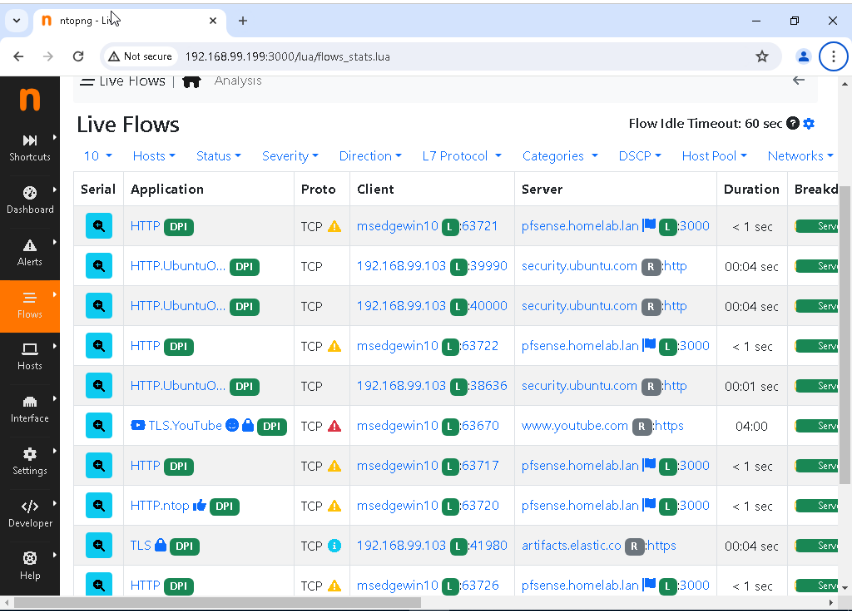 ntopng - Li
Not secure
192.168.99.199:3000/lua/flows_stats.lua
Live Flows | Analysis
n
Shortcuts
Dashboard
Alerts
Flows
Hosts
Interface
Settings
Developer
Help
Live Flows
Flow Idle Timeout: 60 sec
10 Hosts Status Severity Direction L7 Protocol Categories DSCP Host Pool Networks
Serial Application Proto Client Server Duration Breakd
HTTP DPI TCP msedgewin10 L :63721 pfsense.homelab.lan L :3000 < 1 sec Serv
HTTP.UbuntuO... DPI TCP 192.168.99.103 L :39990 security.ubuntu.com R :http 00:04 sec Serv
HTTP.UbuntuO... DPI TCP 192.168.99.103 L :40000 security.ubuntu.com R :http 00:04 sec Serv
HTTP DPI TCP msedgewin10 L :63722 pfsense.homelab.lan L :3000 < 1 sec Serv
HTTP.UbuntuO... DPI TCP 192.168.99.103 L :38636 security.ubuntu.com R :http 00:01 sec Serv
TLS.YouTube DPI TCP msedgewin10 L :63670 www.youtube.com R :https 04:00 Serv
HTTP DPI TCP msedgewin10 L :63717 pfsense.homelab.lan L :3000 < 1 sec Serv
HTTP.ntop DPI TCP msedgewin10 L :63720 pfsense.homelab.lan L :3000 < 1 sec Serv
TLS DPI TCP 192.168.99.103 L :41980 artifacts.elastic.co R :https 00:04 sec Serv
HTTP DPI TCP msedgewin10 L :63726 pfsense.homelab.lan L :3000 < 1 sec Serv